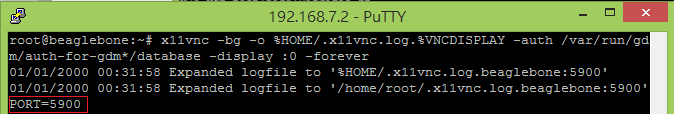 192.168.7.2 - PuTTY
root@beaglebone:~# x11vnc -bg -o %HOME/.x11vnc.log.%VNCDISPLAY -auth /var/run/gd
m/auth-for-gdm*/database -display :0 -forever
01/01/2000 00:31:58 Expanded logfile to '%HOME/.x11vnc.log.beaglebone:5900'
01/01/2000 00:31:58 Expanded logfile to '/home/root/.x11vnc.log.beaglebone:5900'
PORT=5900